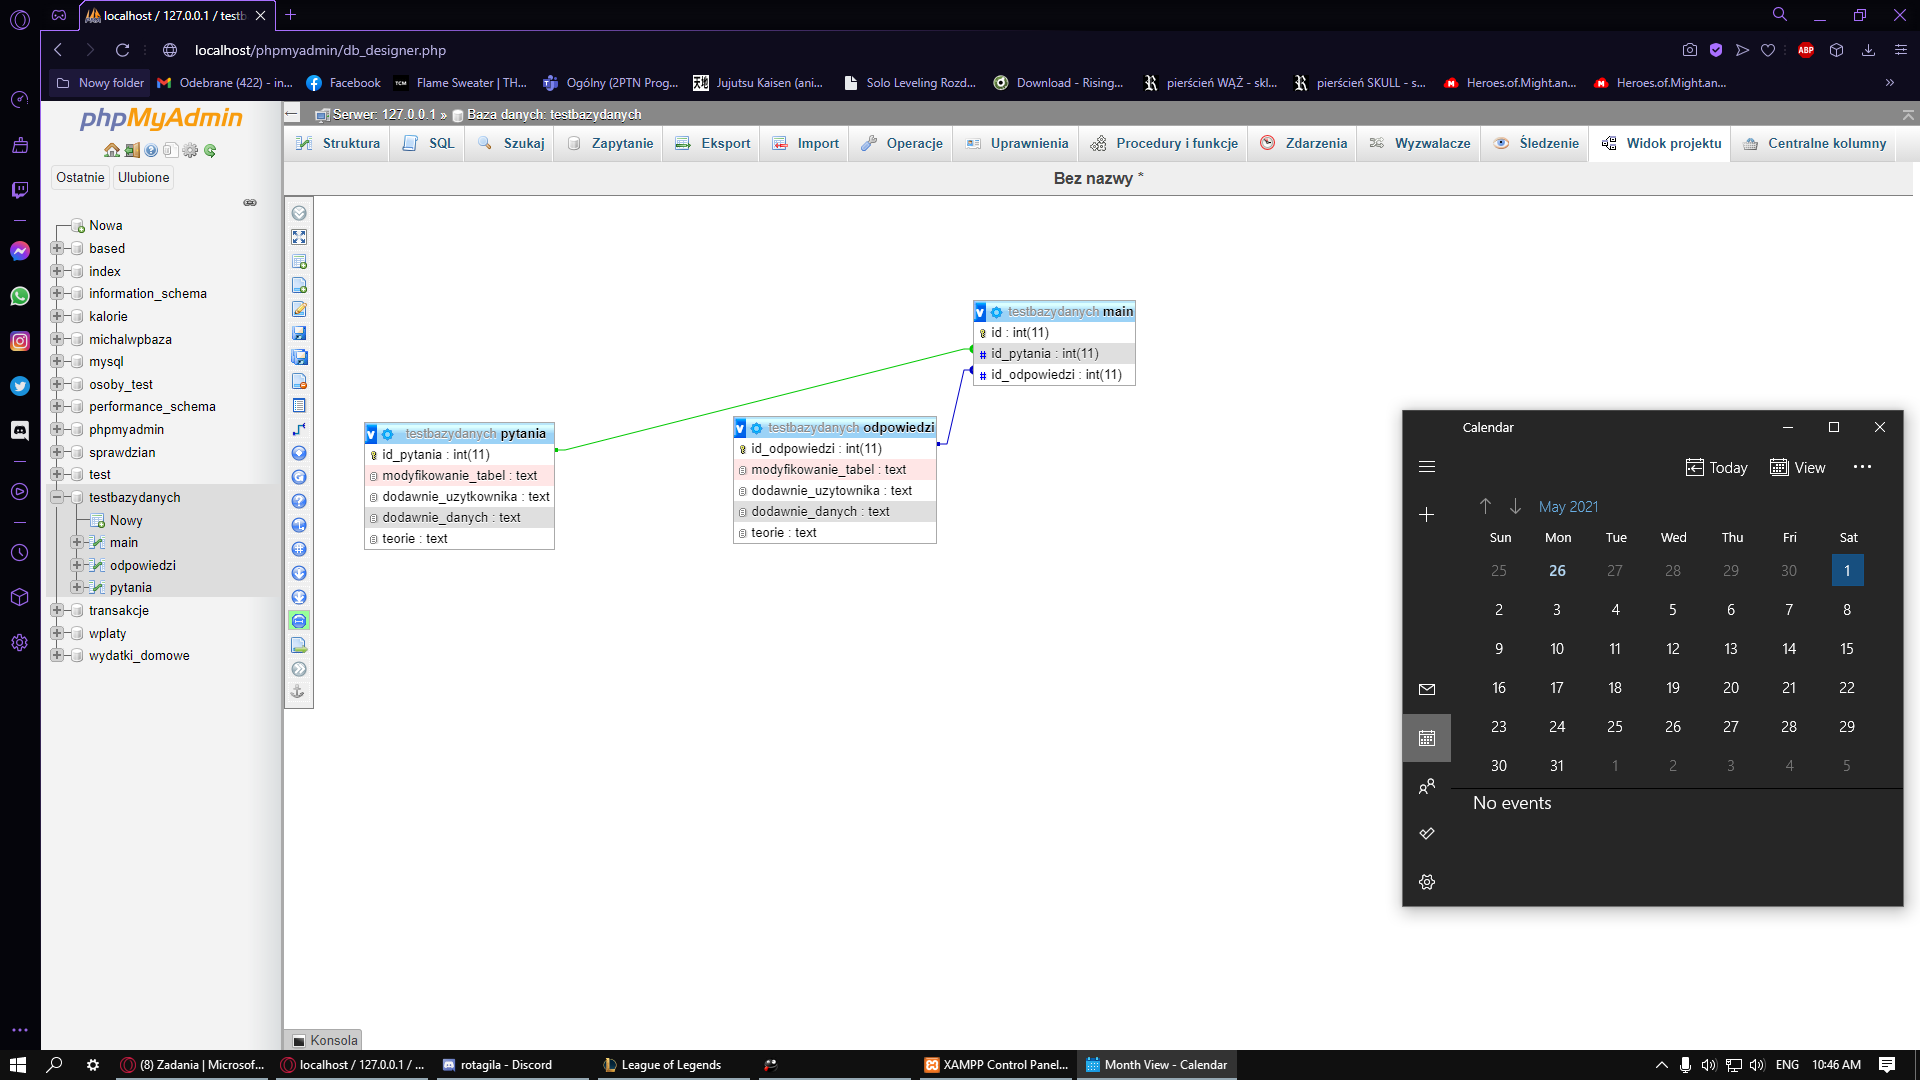 localhost / 127.0.0.1 / testb
localhost/phpmyadmin/db_designer.php
Nowy folder
Odebrane (422) - in...
Facebook
Flame Sweater | TH...
Ogólny (2PTN Prog...
Jujutsu Kaisen (ani...
Solo Leveling Rozd...
Download - Rising...
pierścień WĄŻ - skl...
pierścień SKULL - s...
Heroes.of.Might.an...
Heroes.of.Might.an...
phpMyAdmin
Ostatnie
Ulubione
Nowa
based
index
information_schema
kalorie
michalwpbaza
mysql
osoby_test
performance_schema
phpmyadmin
sprawdzian
test
testbazydanych
Nowy
main
odpowiedzi
pytania
transakcje
wplaty
wydatki_domowe
Serwer: 127.0.0.1 » Baza danych: testbazydanych
Struktura
SQL
Szukaj
Zapytanie
Eksport
Import
Operacje
Uprawnienia
Procedury i funkcje
Zdarzenia
Wyzwalacze
Śledzenie
Widok projektu
Centralne kolumny
Bez nazwy *
testbazydanych main
id : int(11)
id_pytania : int(11)
id_odpowiedzi : int(11)
testbazydanych pytania
id_pytania : int(11)
modyfikowanie_tabel : text
dodawnie_uzytkownika : text
dodawnie_danych : text
teorie : text
testbazydanych odpowiedzi
id_odpowiedzi : int(11)
modyfikowanie_tabel : text
dodawnie_uzytownika : text
dodawnie_danych : text
teorie : text
Calendar
Today
View
May 2021
Sun Mon Tue Wed Thu Fri Sat
25 26 27 28 29 30 1
2 3 4 5 6 7 8
9 10 11 12 13 14 15
16 17 18 19 20 21 22
23 24 25 26 27 28 29
30 31 1 2 3 4 5
No events
Konsola
(8) Zadania | Microsof...
localhost / 127.0.0.1 / ...
rotagila - Discord
League of Legends
XAMPP Control Panel...
Month View - Calendar
ENG
10:46 AM